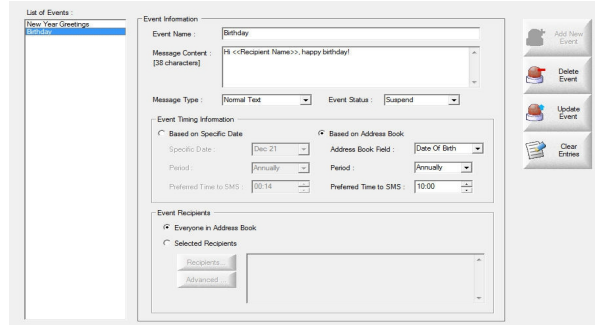 List of Events :
New Year Greetings
Birthday
Event Information
Event Name : Birthday
Message Content : Hi <<Recipient Name>>, happy birthday!
[38 characters]
Message Type : Normal Text Event Status : Suspend
Event Timing Information
Based on Specific Date Based on Address Book
Specific Date : Dec 21 Address Book Field : Date Of Birth
Period : Annually Period : Annually
Preferred Time to SMS : 00:14 Preferred Time to SMS : 10:00
Event Recipients
Everyone in Address Book
Selected Recipients
Recipients...
Advanced ...
Add New
Event
Delete
Event
Update
Event
Clear
Entries